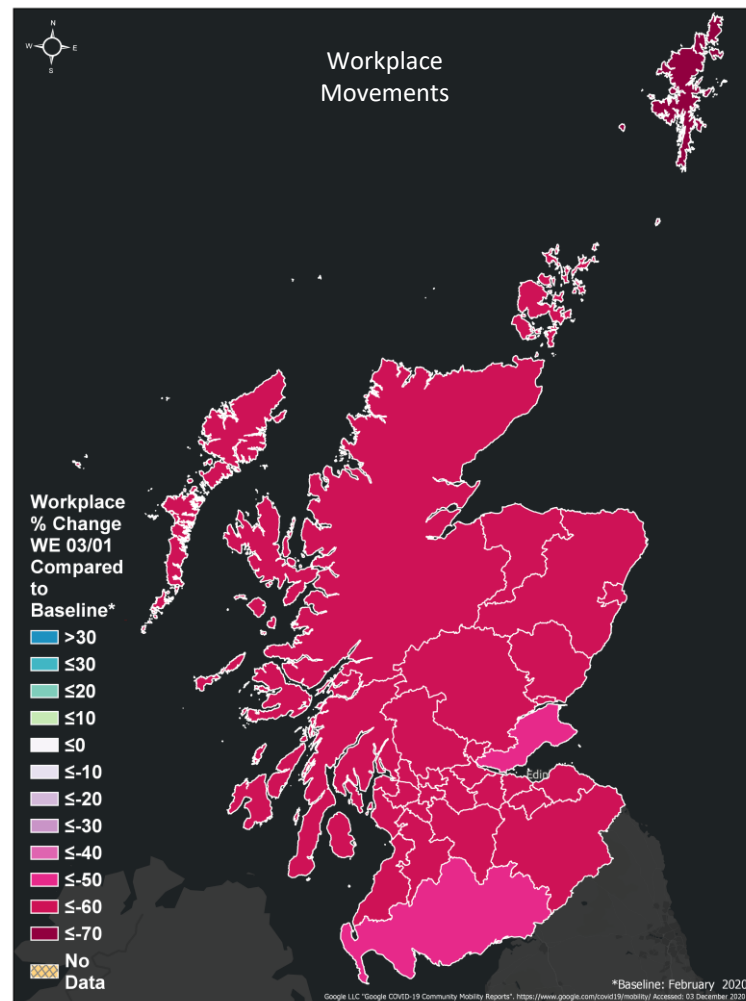 N
W E
S
Workplace
Movements
Workplace
% Change
WE 03/01
Compared
to
Baseline*
>30
≤30
≤20
≤10
≤0
≤-10
≤-20
≤-30
≤-40
≤-50
≤-60
≤-70
No
Data
Edin
*Baseline: February 2020
Google LLC "Google COVID-19 Community Mobility Reports". https://www.google.com/covid19/mobility/ Accessed: 03 December 2020